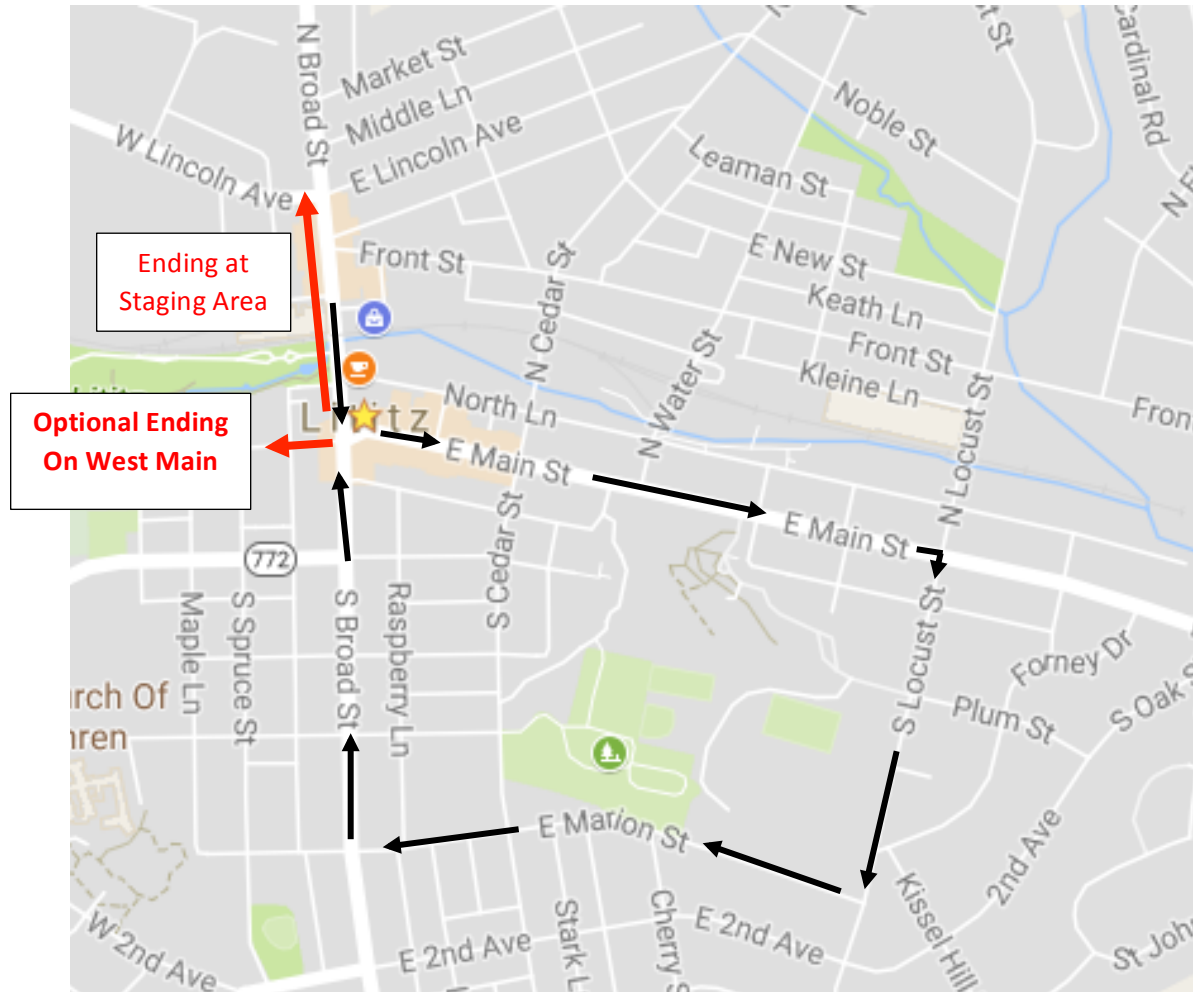 N Broad St
Market St
Middle Ln
E Lincoln Ave
W Lincoln Ave
Noble St
Cardinal Rd
Leaman St
Ending at
Staging Area
Front St
E New St
Keath Ln
Front St
Kleine Ln
N Cedar St
N Water St
N Locust St
North Ln
Lititz
Optional Ending
On West Main
E Main St
E Main St
772
Maple Ln
S Spruce St
S Broad St
Raspberry Ln
S Cedar St
S Locust St
Forney Dr
Plum St
E Marion St
2nd Ave
Kissel Hill
W 2nd Ave
E 2nd Ave
E 2nd Ave